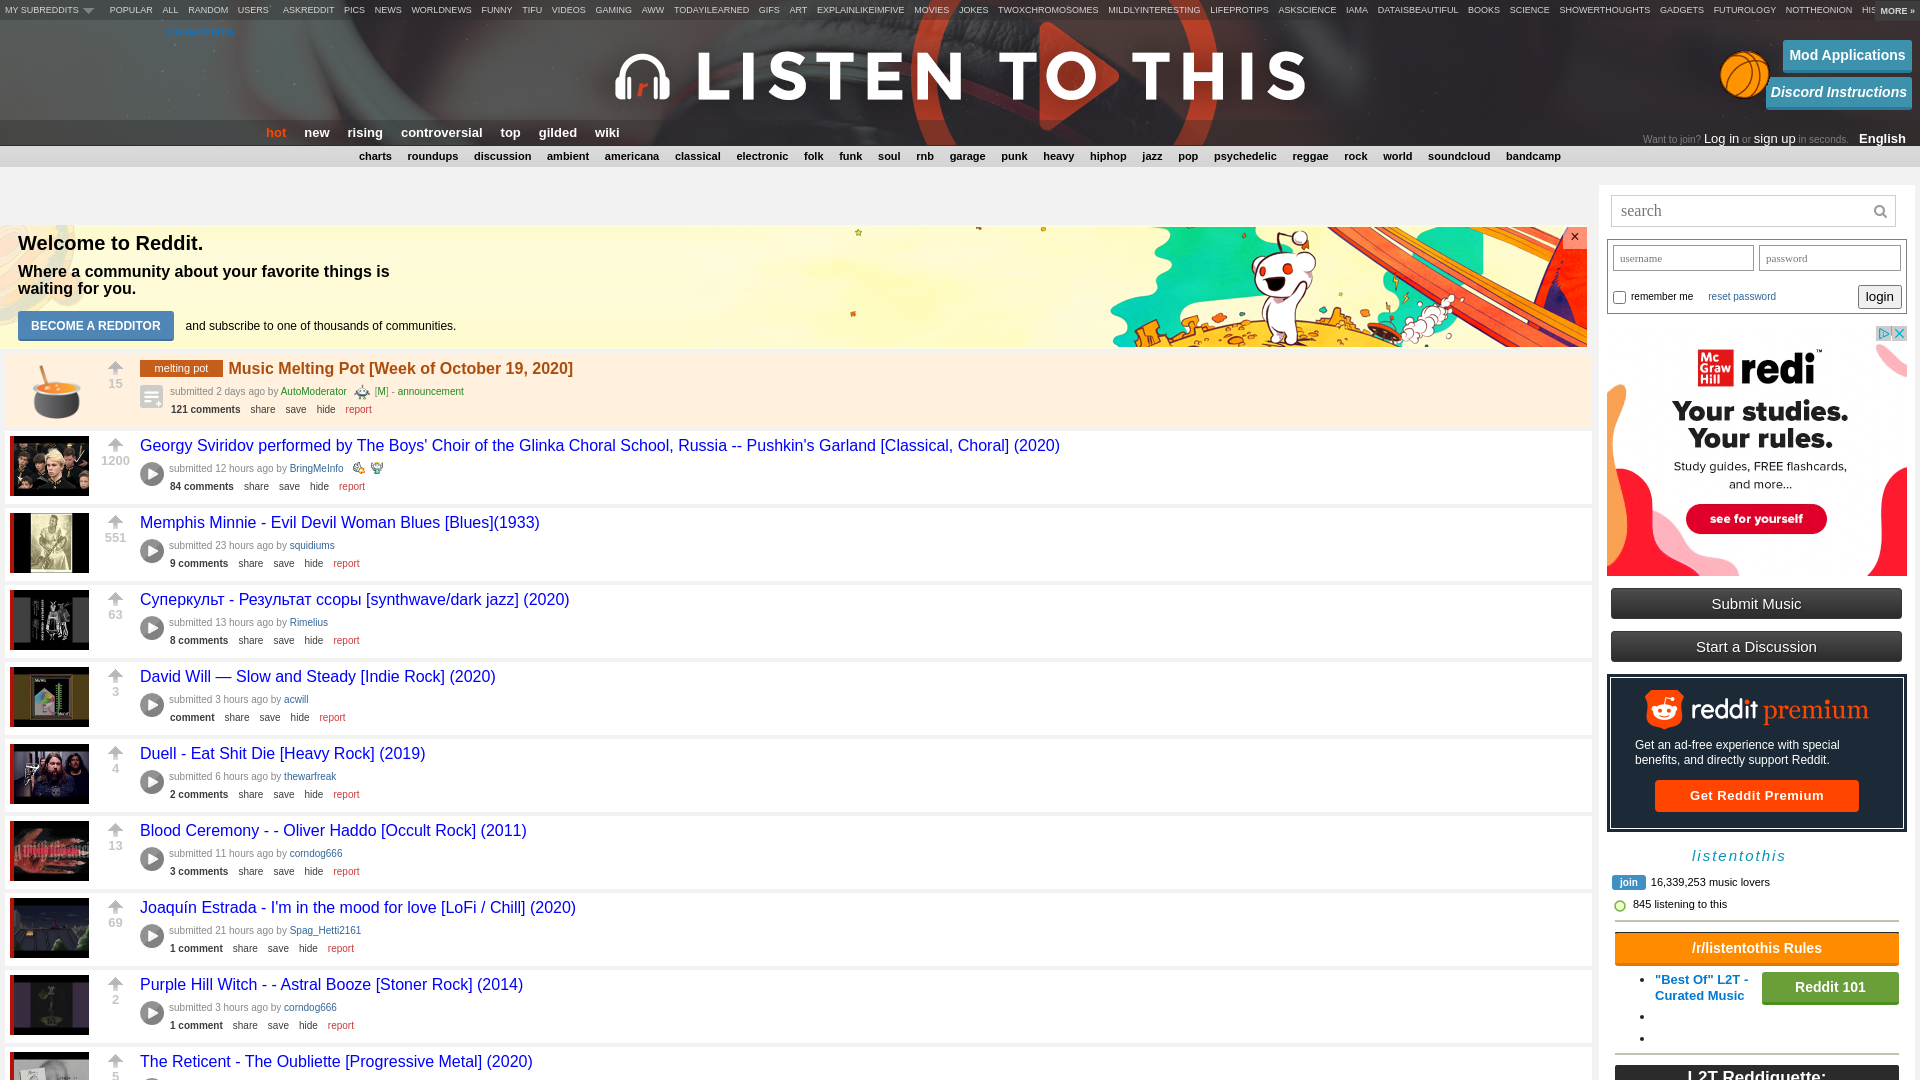 MY SUBREDDITS POPULAR ALL RANDOM USERS ASKREDDIT PICS NEWS WORLDNEWS FUNNY TIFU VIDEOS GAMING AWW TODAYILEARNED GIFS ART EXPLAINLIKEIMFIVE MOVIES JOKES TWOXCHROMOSOMES MILDLYINTERESTING LIFEPROTIPS ASKSCIENCE IAMA DATAISBEAUTIFUL BOOKS SCIENCE SHOWERTHOUGHTS GADGETS FUTUROLOGY NOTTHEONION HIS MORE »
LISTEN TO THIS
Mod Applications
Discord Instructions
hot new rising controversial top gilded wiki
Want to join? Log in or sign up in seconds. English
charts roundups discussion ambient americana classical electronic folk funk soul rnb garage punk heavy hiphop jazz pop psychedelic reggae rock world soundcloud bandcamp
Welcome to Reddit.
Where a community about your favorite things is
waiting for you.
BECOME A REDDITOR and subscribe to one of thousands of communities.
×
melting pot Music Melting Pot [Week of October 19, 2020]
15
submitted 2 days ago by AutoModerator [M] - announcement
121 comments share save hide report
Georgy Sviridov performed by The Boys' Choir of the Glinka Choral School, Russia -- Pushkin's Garland [Classical, Choral] (2020)
1200
submitted 12 hours ago by BringMeInfo
84 comments share save hide report
Memphis Minnie - Evil Devil Woman Blues [Blues](1933)
551
submitted 23 hours ago by squidiums
9 comments share save hide report
Суперкульт - Результат ссоры [synthwave/dark jazz] (2020)
63
submitted 13 hours ago by Rimelius
8 comments share save hide report
David Will — Slow and Steady [Indie Rock] (2020)
3
submitted 3 hours ago by acwill
comment share save hide report
Duell - Eat Shit Die [Heavy Rock] (2019)
4
submitted 6 hours ago by thewarfreak
2 comments share save hide report
Blood Ceremony - - Oliver Haddo [Occult Rock] (2011)
13
submitted 11 hours ago by corndog666
3 comments share save hide report
Joaquín Estrada - I'm in the mood for love [LoFi / Chill] (2020)
69
submitted 21 hours ago by Spag_Hetti2161
1 comment share save hide report
Purple Hill Witch - - Astral Booze [Stoner Rock] (2014)
2
submitted 3 hours ago by corndog666
1 comment share save hide report
The Reticent - The Oubliette [Progressive Metal] (2020)
5
search
username password
remember me reset password login
Mc
Graw
Hill
redi™
Your studies.
Your rules.
Study guides, FREE flashcards,
and more...
see for yourself
Submit Music
Start a Discussion
reddit premium
Get an ad-free experience with special
benefits, and directly support Reddit.
Get Reddit Premium
listentothis
join 16,339,253 music lovers
845 listening to this
/r/listentothis Rules
"Best Of" L2T -
Curated Music
Reddit 101
L2T Reddiquette: